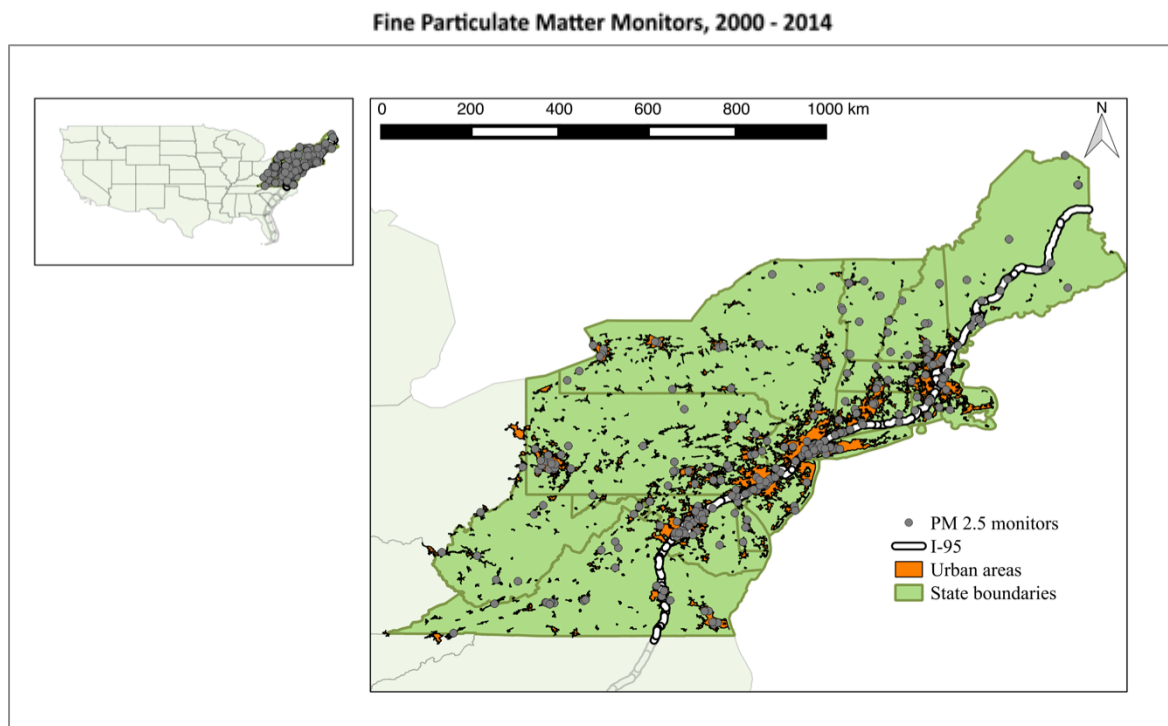 Fine Particulate Matter Monitors, 2000 - 2014
0 200 400 600 800 1000 km
N
PM 2.5 monitors
I-95
Urban areas
State boundaries